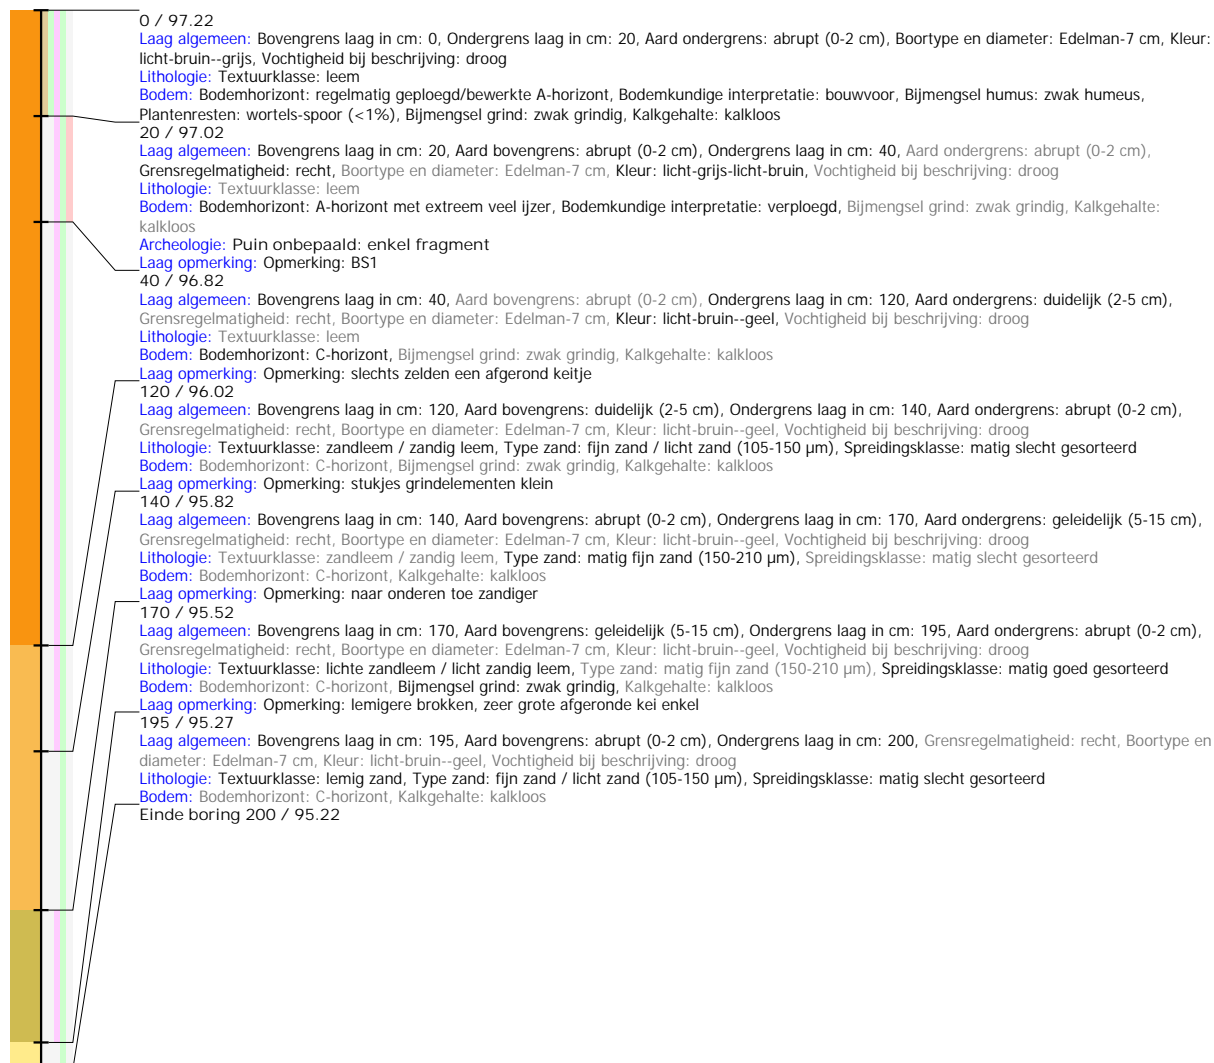 0 / 97.22
Laag algemeen: Bovengrens laag in cm: 0, Ondergrens laag in cm: 20, Aard ondergrens: abrupt (0-2 cm), Boortype en diameter: Edelman-7 cm, Kleur:
licht-bruin--grijs, Vochtigheid bij beschrijving: droog
Lithologie: Textuurklasse: leem
Bodem: Bodemhorizont: regelmatig geploegd/bewerkte A-horizont, Bodemkundige interpretatie: bouwvoor, Bijmengsel humus: zwak humeus,
Plantenresten: wortels-spoor (<1%), Bijmengsel grind: zwak grindig, Kalkgehalte: kalkloos
20 / 97.02
Laag algemeen: Bovengrens laag in cm: 20, Aard bovengrens: abrupt (0-2 cm), Ondergrens laag in cm: 40, Aard ondergrens: abrupt (0-2 cm),
Grensregelmatigheid: recht, Boortype en diameter: Edelman-7 cm, Kleur: licht-grijs-licht-bruin, Vochtigheid bij beschrijving: droog
Lithologie: Textuurklasse: leem
Bodem: Bodemhorizont: A-horizont met extreem veel ijzer, Bodemkundige interpretatie: verploegd, Bijmengsel grind: zwak grindig, Kalkgehalte:
kalkloos
Archeologie: Puin onbepaald: enkel fragment
Laag opmerking: Opmerking: BS1
40 / 96.82
Laag algemeen: Bovengrens laag in cm: 40, Aard bovengrens: abrupt (0-2 cm), Ondergrens laag in cm: 120, Aard ondergrens: duidelijk (2-5 cm),
Grensregelmatigheid: recht, Boortype en diameter: Edelman-7 cm, Kleur: licht-bruin--geel, Vochtigheid bij beschrijving: droog
Lithologie: Textuurklasse: leem
Bodem: Bodemhorizont: C-horizont, Bijmengsel grind: zwak grindig, Kalkgehalte: kalkloos
Laag opmerking: Opmerking: slechts zelden een afgerond keitje
120 / 96.02
Laag algemeen: Bovengrens laag in cm: 120, Aard bovengrens: duidelijk (2-5 cm), Ondergrens laag in cm: 140, Aard ondergrens: abrupt (0-2 cm),
Grensregelmatigheid: recht, Boortype en diameter: Edelman-7 cm, Kleur: licht-bruin--geel, Vochtigheid bij beschrijving: droog
Lithologie: Textuurklasse: zandleem / zandig leem, Type zand: fijn zand / licht zand (105-150 µm), Spreidingsklasse: matig slecht gesorteerd
Bodem: Bodemhorizont: C-horizont, Bijmengsel grind: zwak grindig, Kalkgehalte: kalkloos
Laag opmerking: Opmerking: stukjes grindelementen klein
140 / 95.82
Laag algemeen: Bovengrens laag in cm: 140, Aard bovengrens: abrupt (0-2 cm), Ondergrens laag in cm: 170, Aard ondergrens: geleidelijk (5-15 cm),
Grensregelmatigheid: recht, Boortype en diameter: Edelman-7 cm, Kleur: licht-bruin--geel, Vochtigheid bij beschrijving: droog
Lithologie: Textuurklasse: zandleem / zandig leem, Type zand: matig fijn zand (150-210 µm), Spreidingsklasse: matig slecht gesorteerd
Bodem: Bodemhorizont: C-horizont, Kalkgehalte: kalkloos
Laag opmerking: Opmerking: naar onderen toe zandiger
170 / 95.52
Laag algemeen: Bovengrens laag in cm: 170, Aard bovengrens: geleidelijk (5-15 cm), Ondergrens laag in cm: 195, Aard ondergrens: abrupt (0-2 cm),
Grensregelmatigheid: recht, Boortype en diameter: Edelman-7 cm, Kleur: licht-bruin--geel, Vochtigheid bij beschrijving: droog
Lithologie: Textuurklasse: lichte zandleem / licht zandig leem, Type zand: matig fijn zand (150-210 µm), Spreidingsklasse: matig goed gesorteerd
Bodem: Bodemhorizont: C-horizont, Bijmengsel grind: zwak grindig, Kalkgehalte: kalkloos
Laag opmerking: Opmerking: lemigere brokken, zeer grote afgeronde kei enkel
195 / 95.27
Laag algemeen: Bovengrens laag in cm: 195, Aard bovengrens: abrupt (0-2 cm), Ondergrens laag in cm: 200, Grensregelmatigheid: recht, Boortype en
diameter: Edelman-7 cm, Kleur: licht-bruin--geel, Vochtigheid bij beschrijving: droog
Lithologie: Textuurklasse: lemig zand, Type zand: fijn zand / licht zand (105-150 µm), Spreidingsklasse: matig slecht gesorteerd
Bodem: Bodemhorizont: C-horizont, Kalkgehalte: kalkloos
Einde boring 200 / 95.22